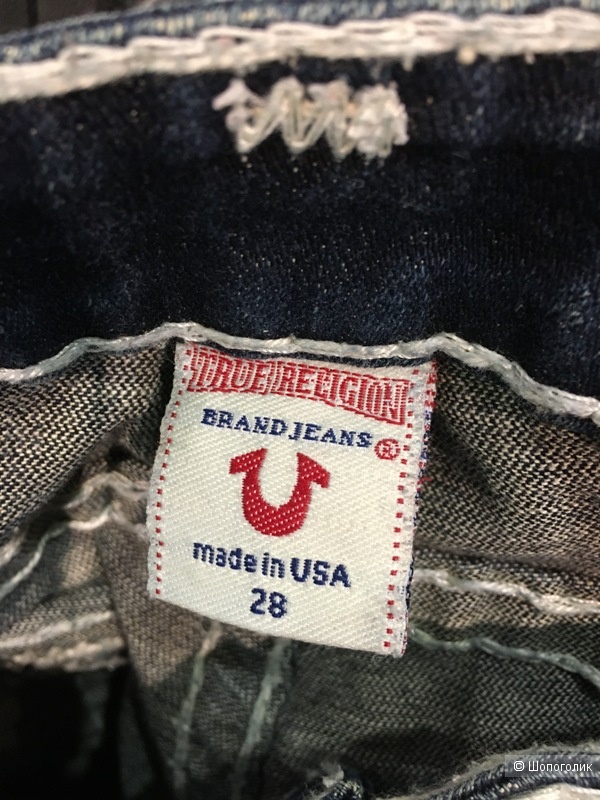 TRUE RELIGION
BRAND JEANS ®
made in USA
28
© Шопоголик